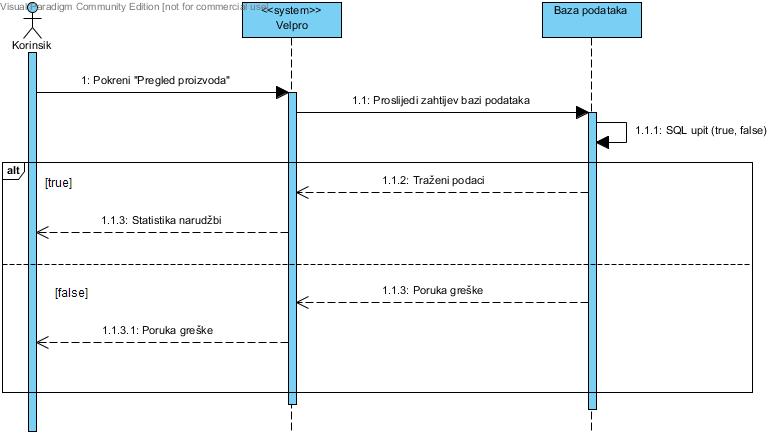 Visual Paradigm Community Edition [not for commercial use]
<<system>>
Velpro
Baza podataka
Korinsik
1: Pokreni "Pregled proizvoda"
1.1: Proslijedi zahtijev bazi podataka
1.1.1: SQL upit (true, false)
alt
[true]
1.1.2: Traženi podaci
1.1.3: Statistika narudžbi
[false]
1.1.3: Poruka greške
1.1.3.1: Poruka greške